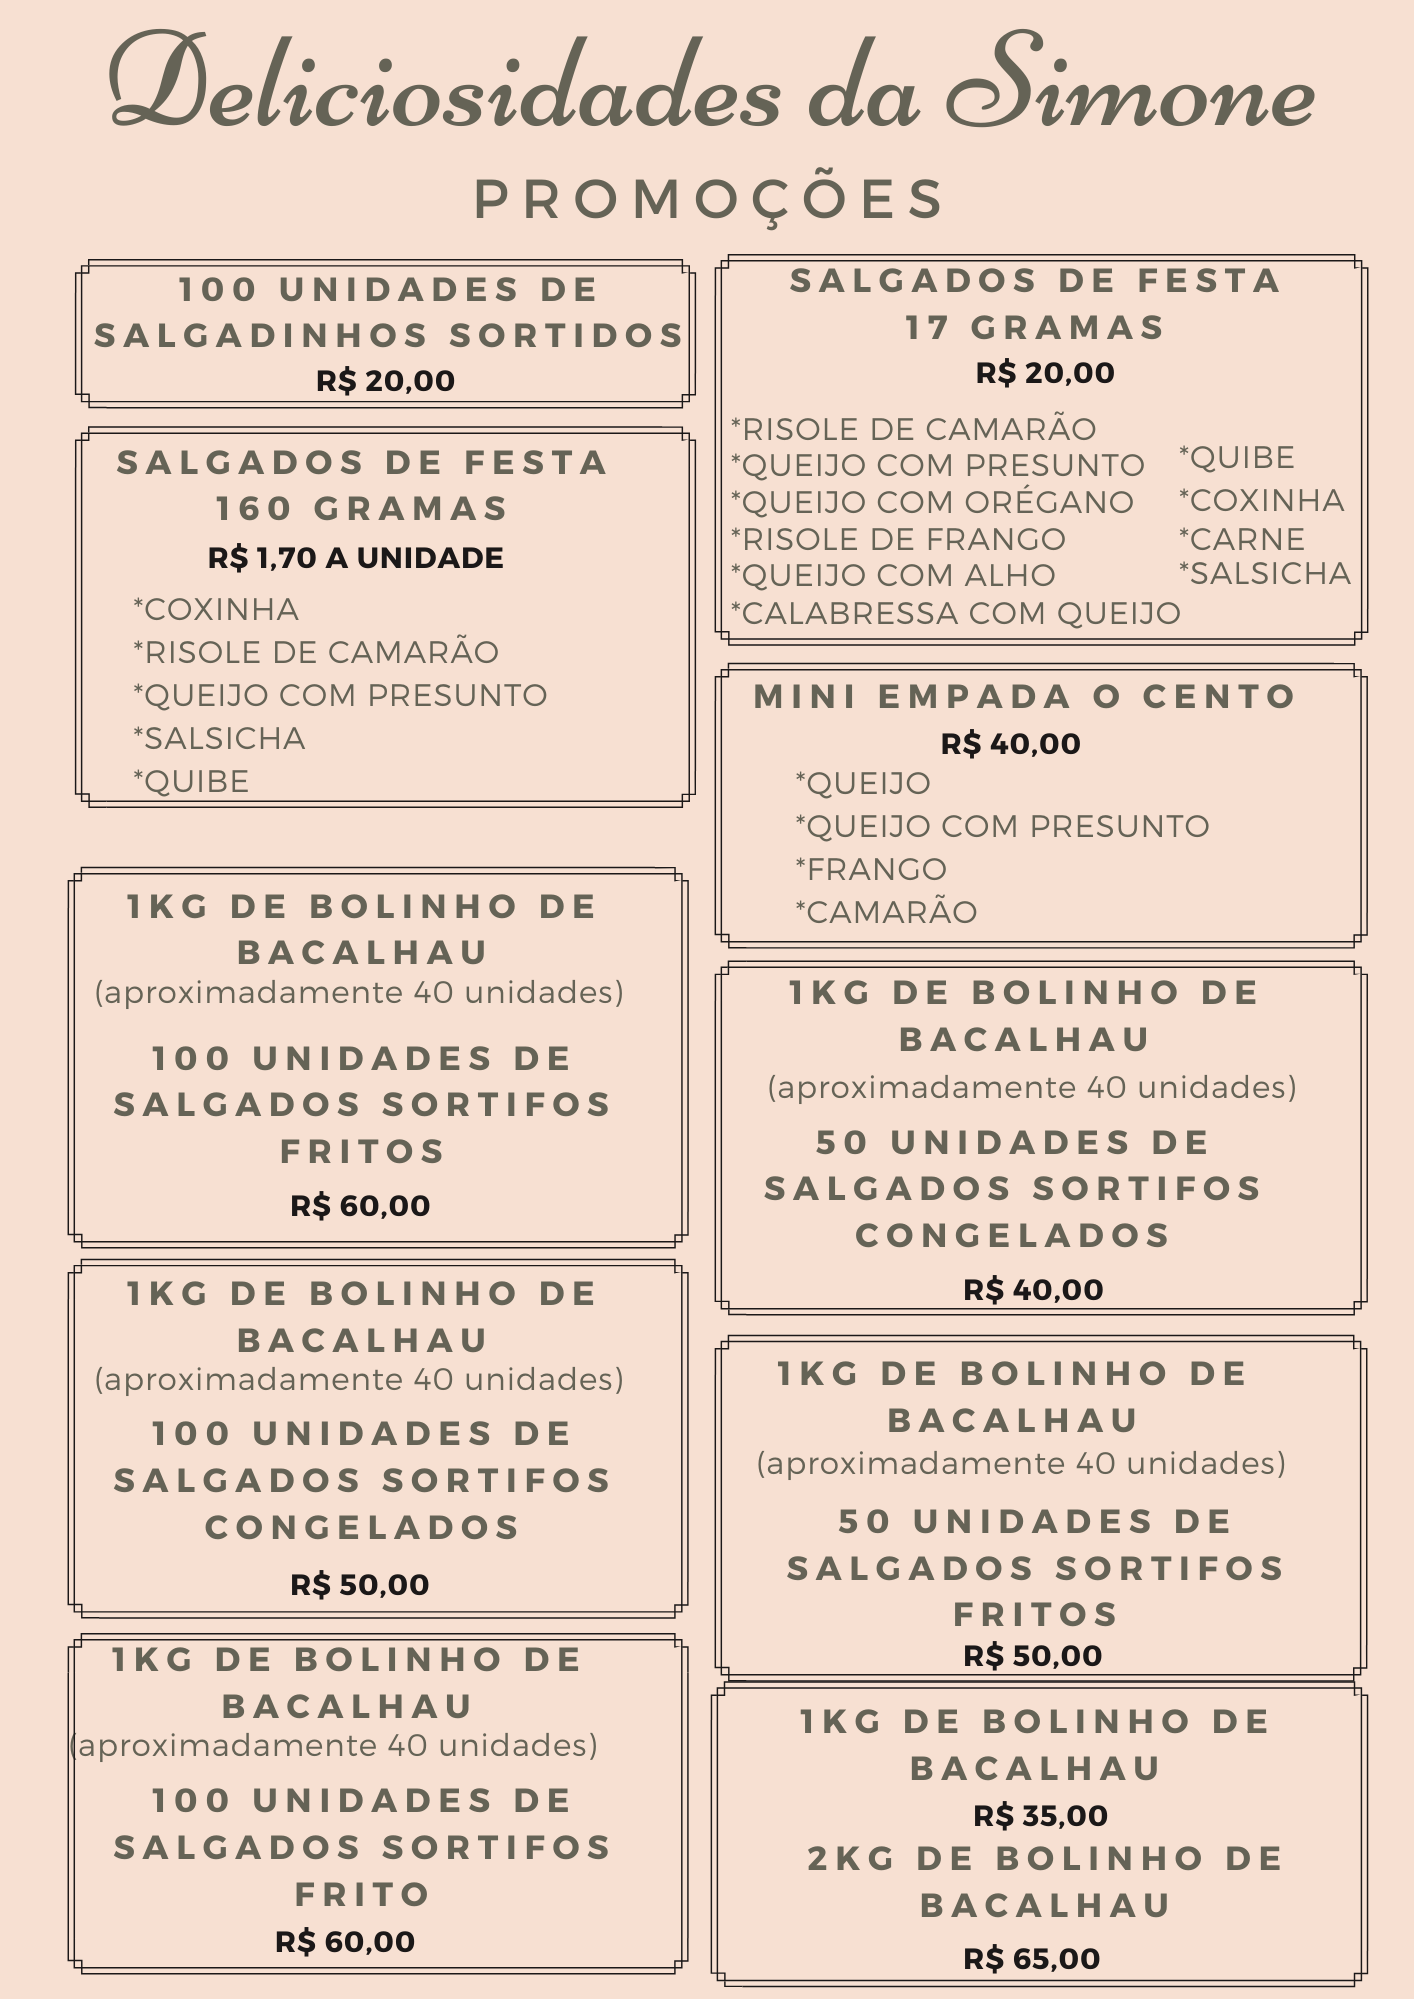 Deliciosidades da Simone
PROMOÇÕES
100 UNIDADES DE
SALGADINHOS SORTIDOS
R$ 20,00
SALGADOS DE FESTA
160 GRAMAS
R$ 1,70 A UNIDADE
*COXINHA
*RISOLE DE CAMARÃO
*QUEIJO COM PRESUNTO
*SALSICHA
*QUIBE
1KG DE BOLINHO DE
BACALHAU
(aproximadamente 40 unidades)
100 UNIDADES DE
SALGADOS SORTIFOS
FRITOS
R$ 60,00
1KG DE BOLINHO DE
BACALHAU
(aproximadamente 40 unidades)
100 UNIDADES DE
SALGADOS SORTIFOS
CONGELADOS
R$ 50,00
1KG DE BOLINHO DE
BACALHAU
(aproximadamente 40 unidades)
100 UNIDADES DE
SALGADOS SORTIFOS
FRITO
R$ 60,00
SALGADOS DE FESTA
17 GRAMAS
R$ 20,00
*RISOLE DE CAMARÃO
*QUEIJO COM PRESUNTO
*QUEIJO COM ORÉGANO
*RISOLE DE FRANGO
*QUEIJO COM ALHO
*CALABRESSA COM QUEIJO
*QUIBE
*COXINHA
*CARNE
*SALSICHA
MINI EMPADA O CENTO
R$ 40,00
*QUEIJO
*QUEIJO COM PRESUNTO
*FRANGO
*CAMARÃO
1KG DE BOLINHO DE
BACALHAU
(aproximadamente 40 unidades)
50 UNIDADES DE
SALGADOS SORTIFOS
CONGELADOS
R$ 40,00
1KG DE BOLINHO DE
BACALHAU
(aproximadamente 40 unidades)
50 UNIDADES DE
SALGADOS SORTIFOS
FRITOS
R$ 50,00
1KG DE BOLINHO DE
BACALHAU
R$ 35,00
2KG DE BOLINHO DE
BACALHAU
R$ 65,00